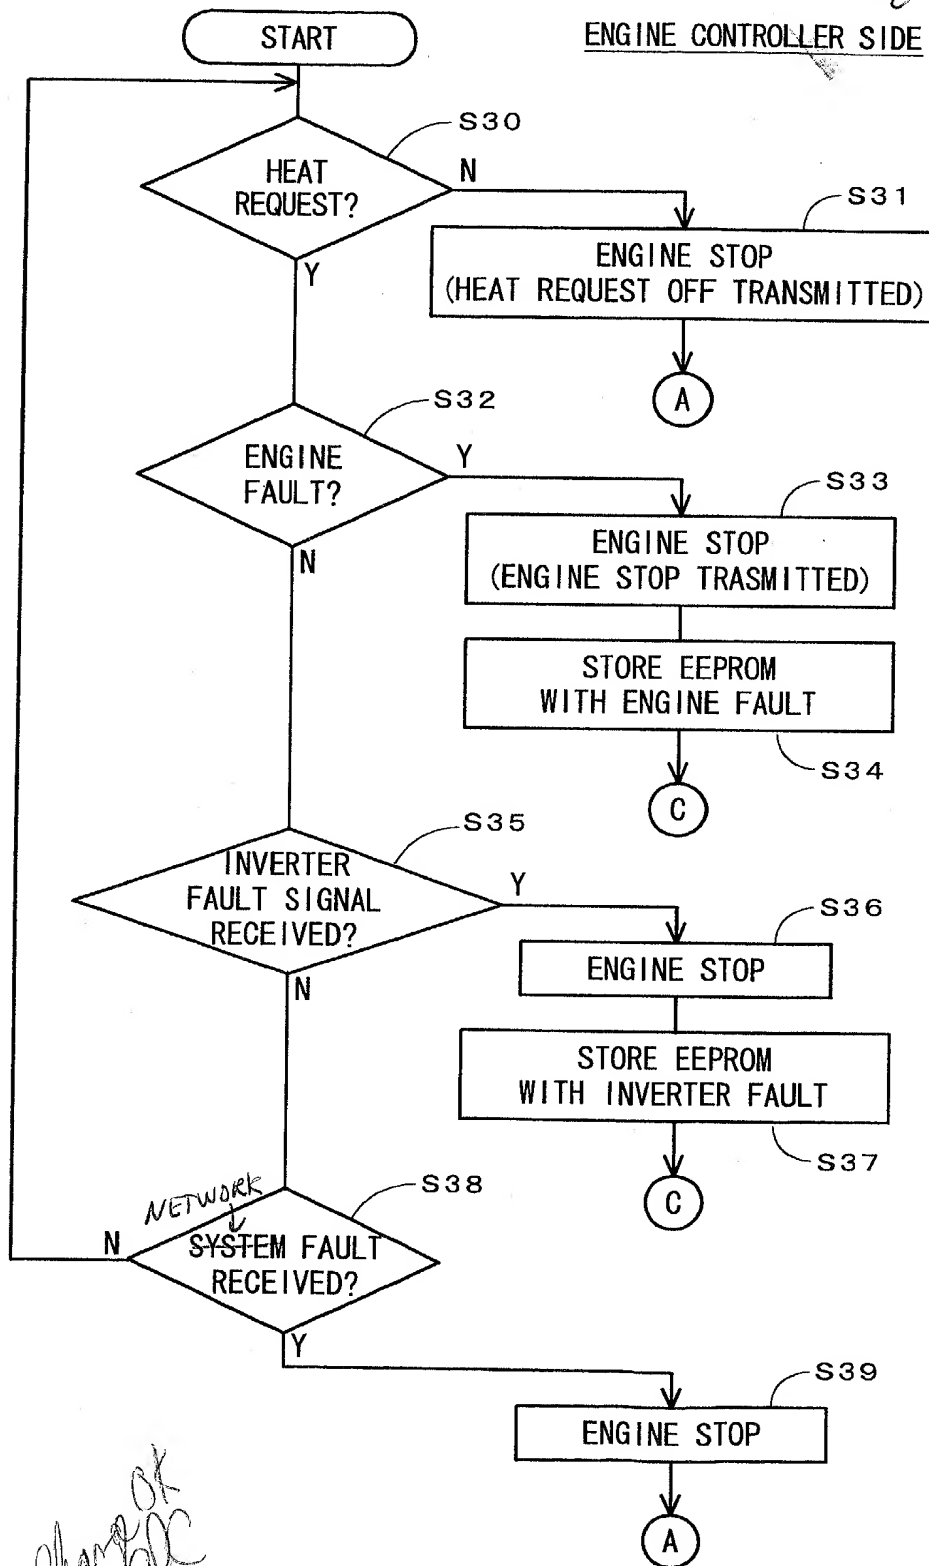 START
ENGINE CONTROLLER SIDE
S30
HEAT
REQUEST?
N
Y
S31
ENGINE STOP
(HEAT REQUEST OFF TRANSMITTED)
A
S32
ENGINE
FAULT?
Y
N
S33
ENGINE STOP
(ENGINE STOP TRASMITTED)
STORE EEPROM
WITH ENGINE FAULT
S34
C
S35
INVERTER
FAULT SIGNAL
RECEIVED?
Y
N
S36
ENGINE STOP
STORE EEPROM
WITH INVERTER FAULT
S37
C
S38
NETWORK
SYSTEM FAULT
RECEIVED?
N
Y
S39
ENGINE STOP
A
OK